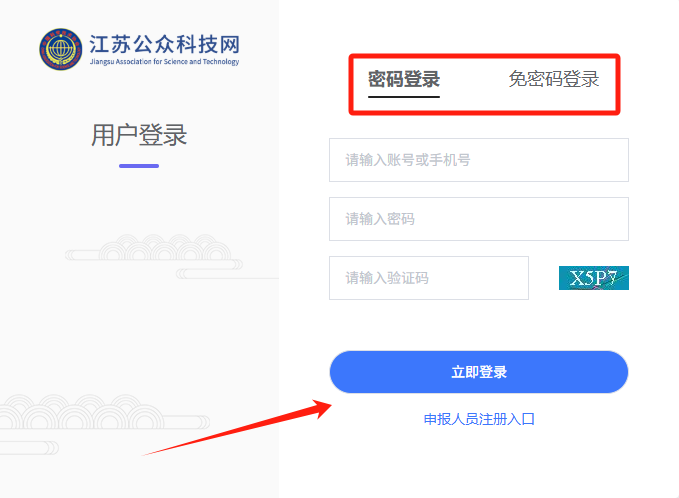 江苏公众科技网
Jiangsu Association for Science and Technology
用户登录
密码登录
免密码登录
请输入账号或手机号
请输入密码
请输入验证码
X5P7
立即登录
申报人员注册入口